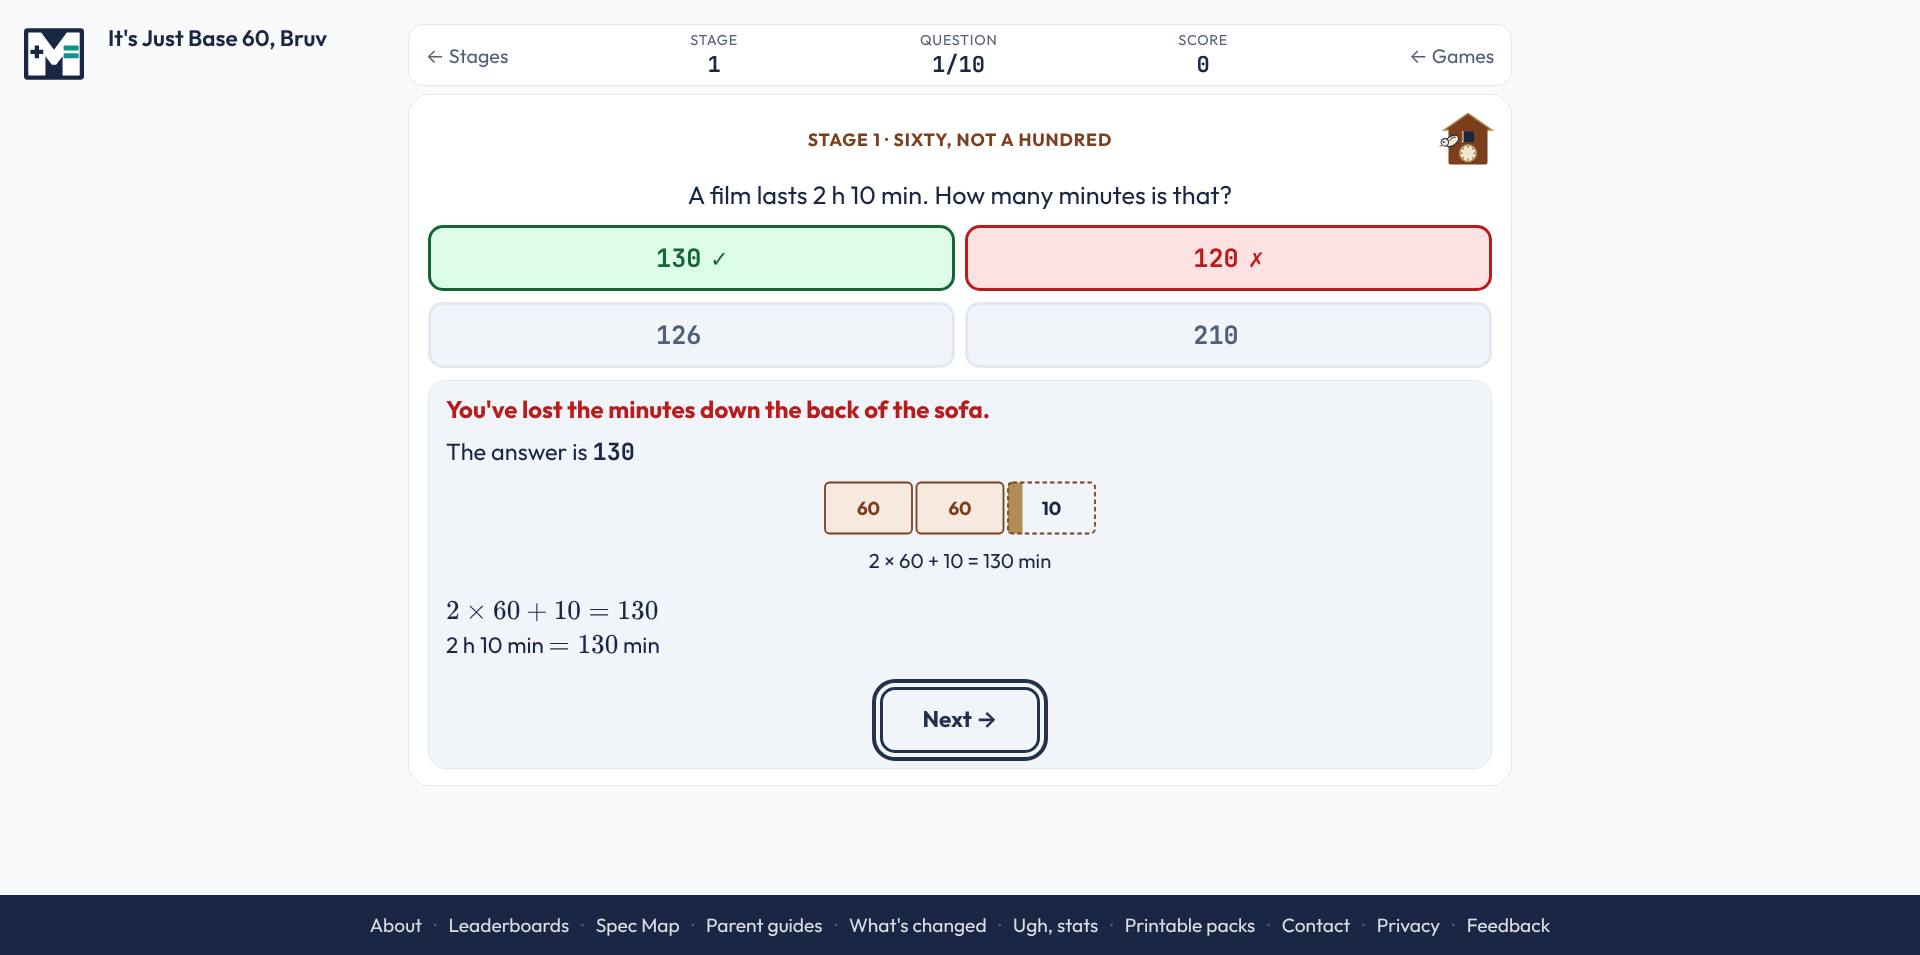 It's Just Base 60, Bruv
← Stages
STAGE
1
QUESTION
1/10
SCORE
0
← Games
STAGE 1 · SIXTY, NOT A HUNDRED
A film lasts 2 h 10 min. How many minutes is that?
130 ✓
120 ✗
126
210
You've lost the minutes down the back of the sofa.
The answer is 130
60 60 10
2 × 60 + 10 = 130 min
2 × 60 + 10 = 130
2 h 10 min = 130 min
Next →
About · Leaderboards · Spec Map · Parent guides · What's changed · Ugh, stats · Printable packs · Contact · Privacy · Feedback